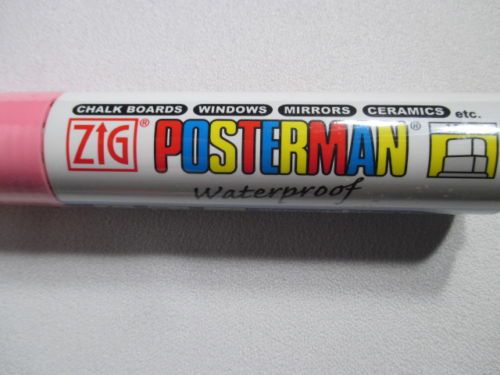 CHALK BOARDS WINDOWS MIRRORS CERAMICS etc.
ZIG® POSTERMAN®
Waterproof